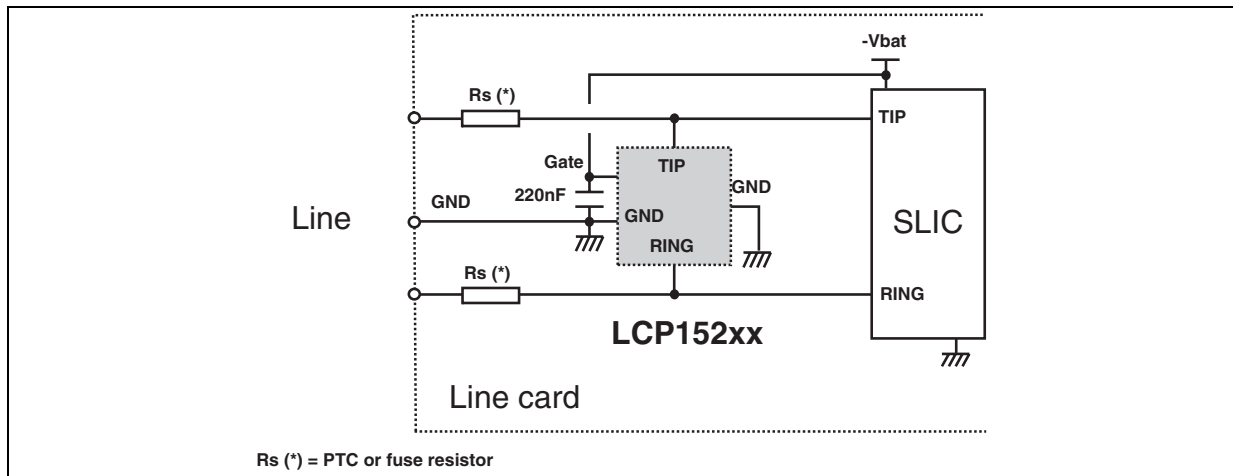 -Vbat
Rs (*)
TIP
Gate
TIP
220nF
GND
GND
GND
Line
SLIC
RING
Rs (*)
RING
LCP152xx
Line card
Rs (*) = PTC or fuse resistor